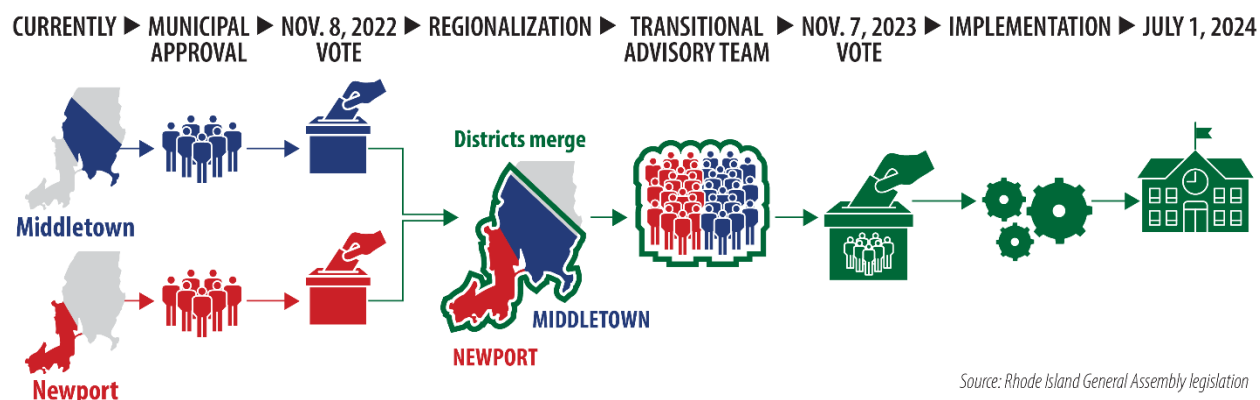 CURRENTLY ▶ MUNICIPAL APPROVAL ▶ NOV. 8, 2022 VOTE ▶ REGIONALIZATION ▶ TRANSITIONAL ADVISORY TEAM ▶ NOV. 7, 2023 VOTE ▶ IMPLEMENTATION ▶ JULY 1, 2024
Districts merge
Middletown
MIDDLETOWN
NEWPORT
Newport
Source: Rhode Island General Assembly legislation